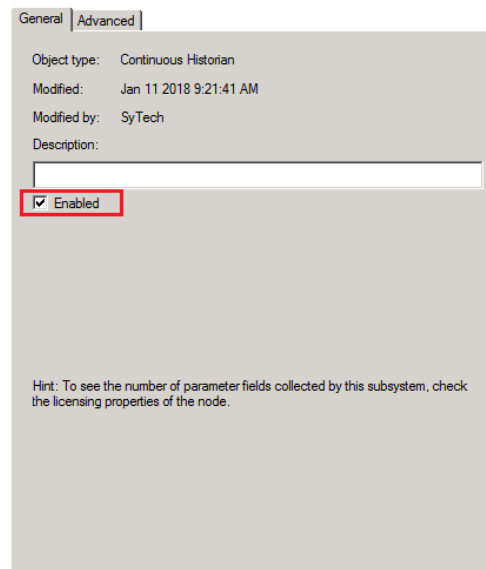 General Advanced
Object type: Continuous Historian
Modified: Jan 11 2018 9:21:41 AM
Modified by: SyTech
Description:
Enabled
Hint: To see the number of parameter fields collected by this subsystem, check
the licensing properties of the node.